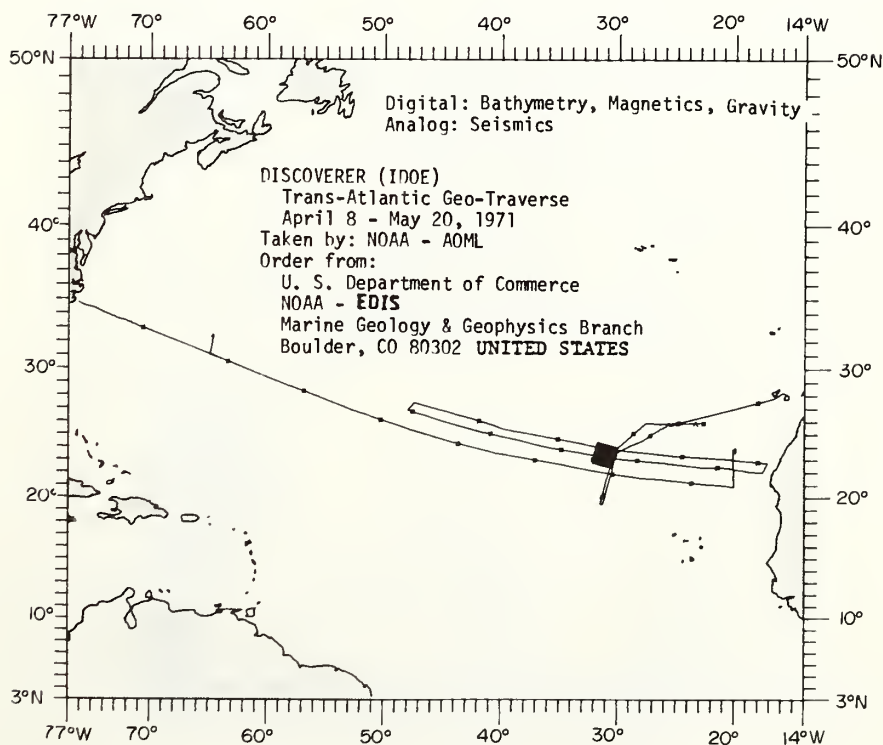 77°W 70° 60° 50° 40° 30° 20° 14°W
50°N 50°N
Digital: Bathymetry, Magnetics, Gravity
Analog: Seismics
DISCOVERER (IDOE)
Trans-Atlantic Geo-Traverse
April 8 - May 20, 1971
Taken by: NOAA - AOML
Order from:
U. S. Department of Commerce
NOAA - EDIS
Marine Geology & Geophysics Branch
Boulder, CO 80302 UNITED STATES
40° 40°
30° 30°
20° 20°
10° 10°
3°N 3°N
77°W 70° 60° 50° 40° 30° 20° 14°W